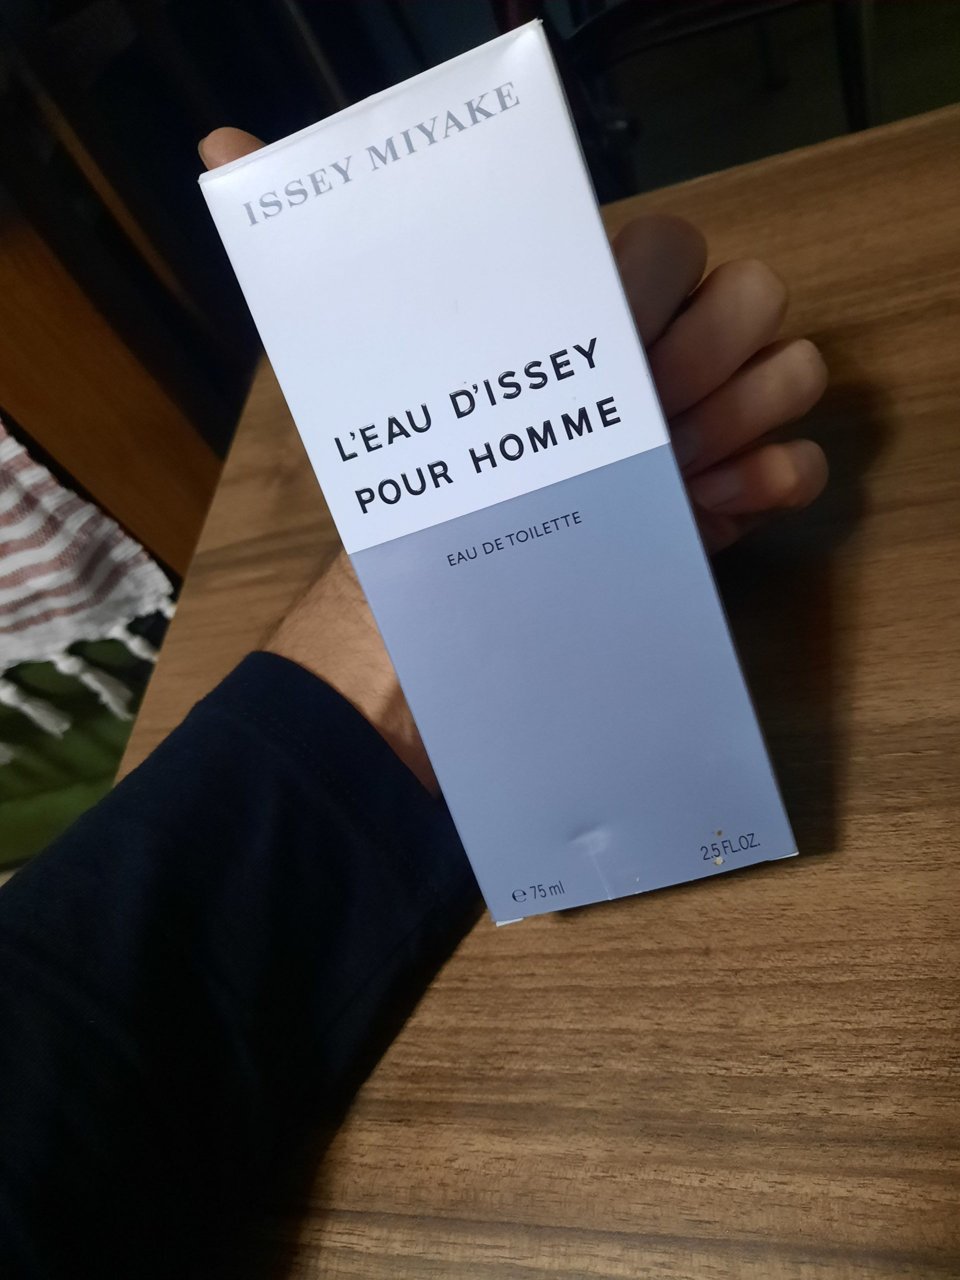 ISSEY MIYAKE
L'EAU D'ISSEY
POUR HOMME
EAU DE TOILETTE
℮ 75 ml
2.5 FL.OZ.